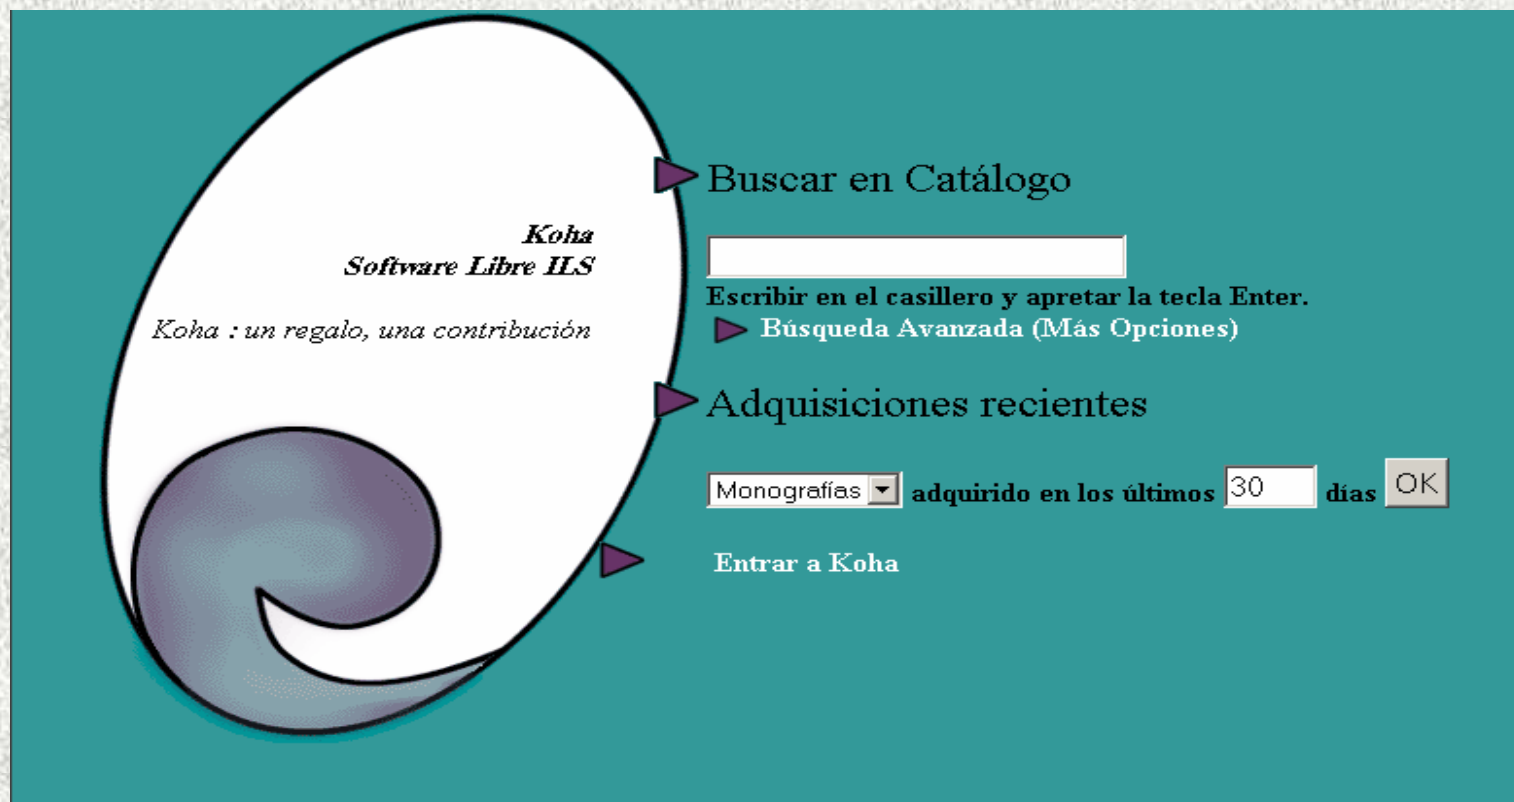 Koha
Software Libre ILS
Koha : un regalo, una contribución
Buscar en Catálogo
Escribir en el casillero y apretar la tecla Enter.
Búsqueda Avanzada (Más Opciones)
Adquisiciones recientes
Monografías adquirido en los últimos 30 días OK
Entrar a Koha